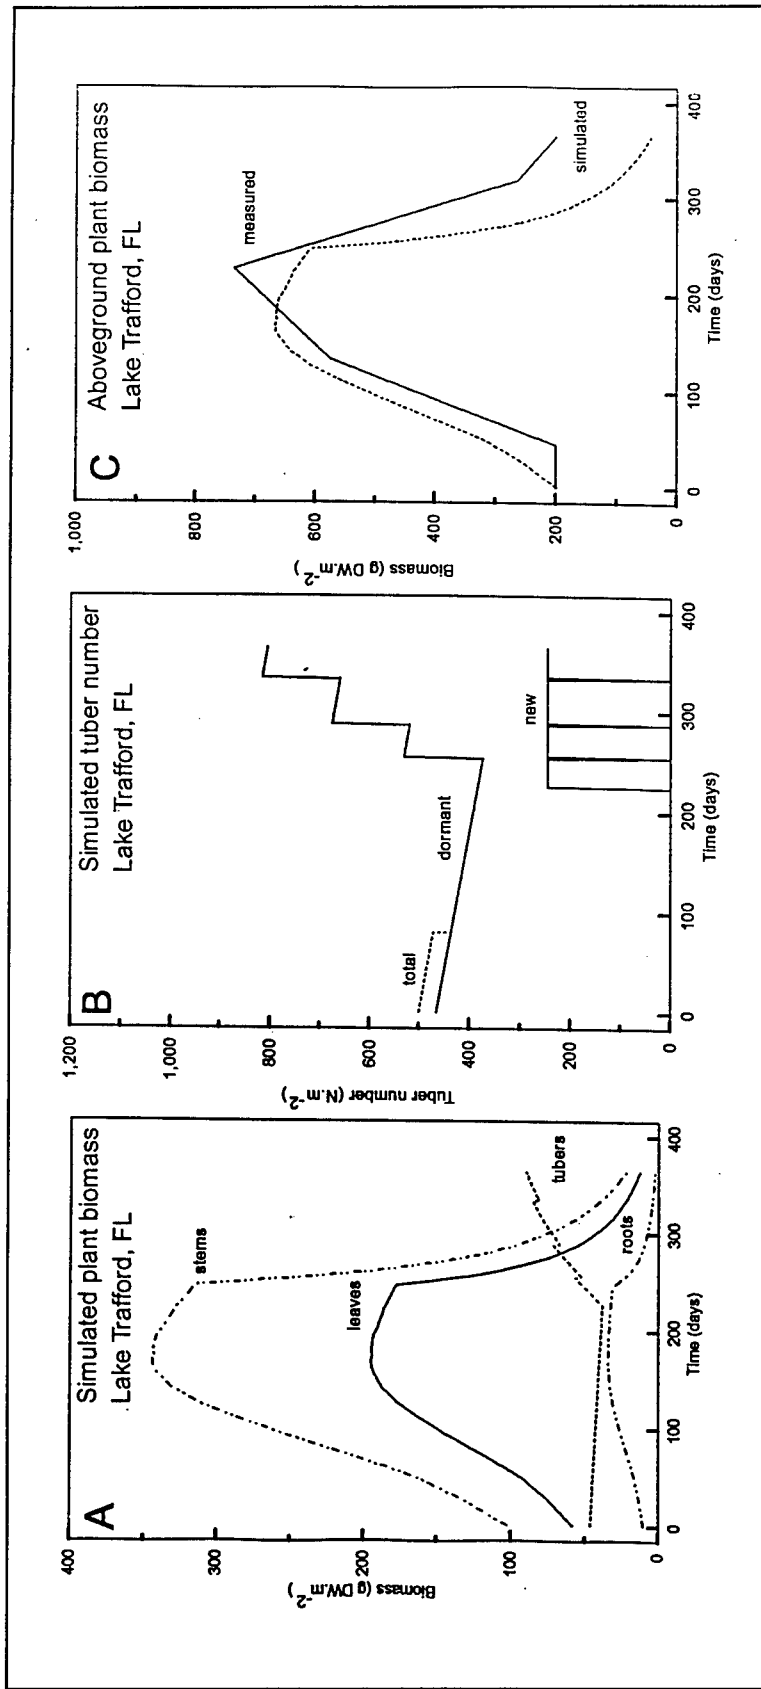 A
Simulated plant biomass
Lake Trafford, FL
400
300
200
100
0
Biomass (g DW.m-2)
stems
leaves
tubers
roots
0
100
200
300
400
Time (days)
B
Simulated tuber number
Lake Trafford, FL
1,200
1,000
800
600
400
200
0
Tuber number (N.m-2)
total
dormant
new
0
100
200
300
400
Time (days)
C
Aboveground plant biomass
Lake Trafford, FL
1,000
800
600
400
200
0
Biomass (g DW.m-2)
measured
simulated
0
100
200
300
400
Time (days)